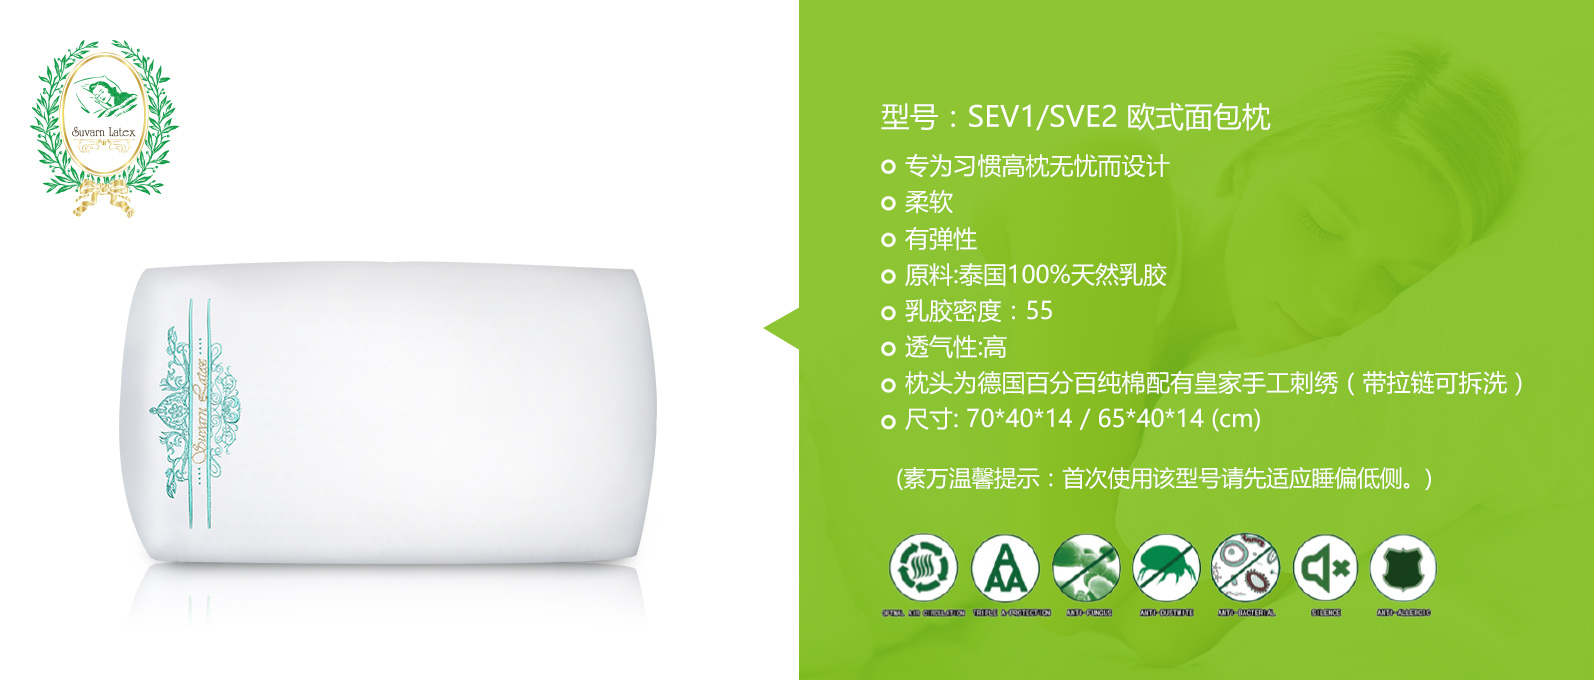 Suvarn Latex
Suvarn Latex
型号：SEV1/SVE2 欧式面包枕
专为习惯高枕无忧而设计
柔软
有弹性
原料:泰国100%天然乳胶
乳胶密度：55
透气性:高
枕头为德国百分百纯棉配有皇家手工刺绣（带拉链可拆洗）
尺寸: 70*40*14 / 65*40*14 (cm)
(素万温馨提示：首次使用该型号请先适应睡偏低侧。)
AIR CIRCULATION
TRIPLE A-PROTECTION
ANTI-FUNGUS
ANTI-DUSTMITE
ANTI-BACTERIAL
SILENCE
ANTI-ALLERGIC